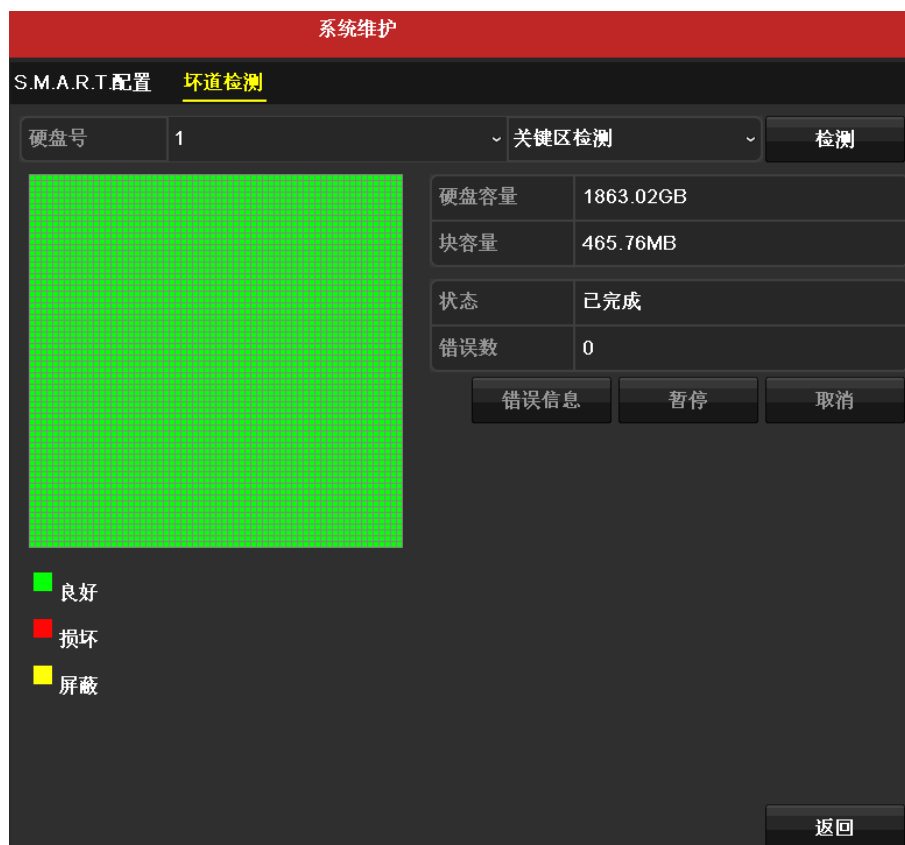 系统维护
S.M.A.R.T.配置 坏道检测
硬盘号 1 关键区检测 检测
硬盘容量 1863.02GB
块容量 465.76MB
状态 已完成
错误数 0
错误信息 暂停 取消
良好
损坏
屏蔽
返回